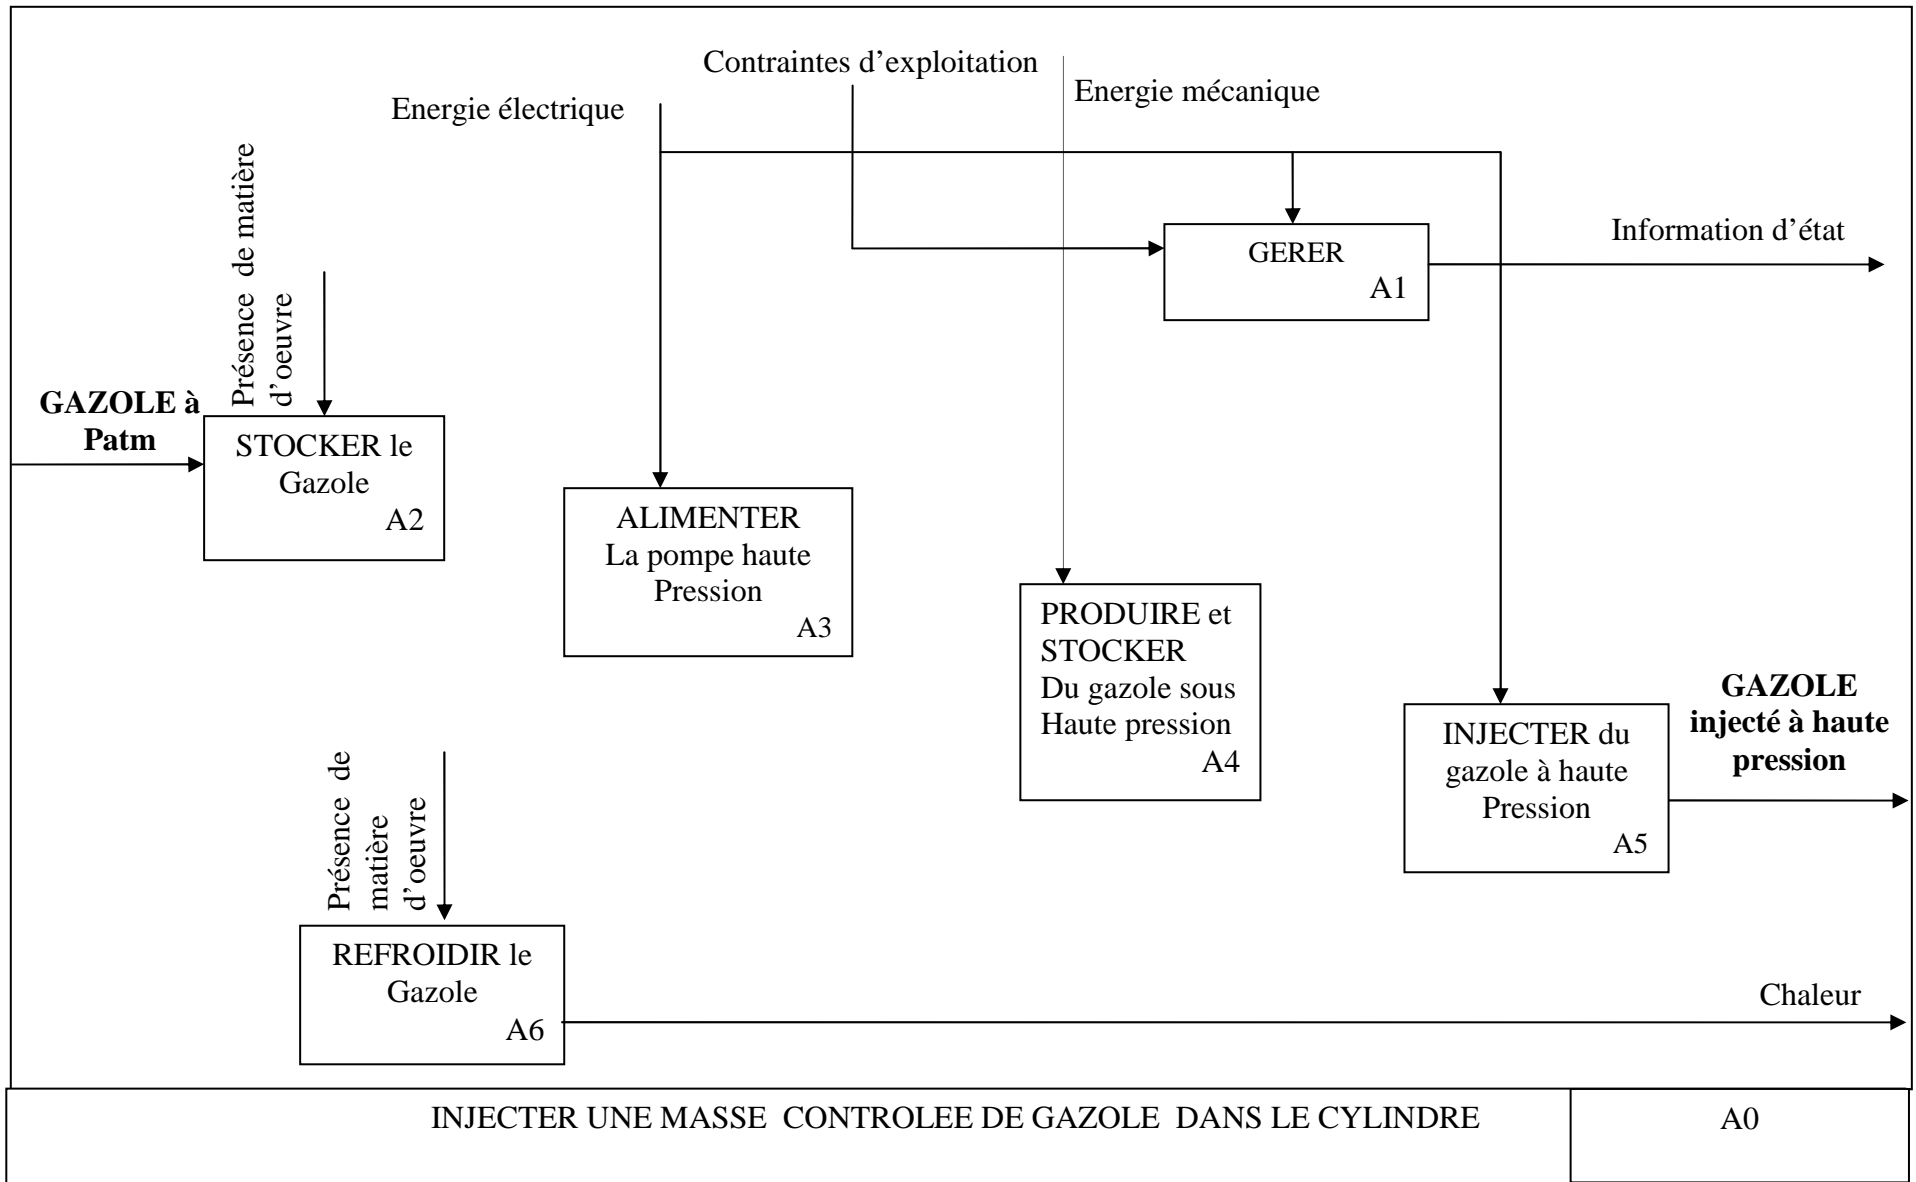 Contraintes d’exploitation
Energie mécanique
Energie électrique
Présence de matière
d’oeuvre
GERER
A1
Information d’état
GAZOLE à
Patm
STOCKER le
Gazole
A2
ALIMENTER
La pompe haute
Pression
A3
PRODUIRE et
STOCKER
Du gazole sous
Haute pression
A4
INJECTER du
gazole à haute
Pression
A5
GAZOLE
injecté à haute
pression
Présence de
matière
d’oeuvre
REFROIDIR le
Gazole
A6
Chaleur
INJECTER UNE MASSE CONTROLEE DE GAZOLE DANS LE CYLINDRE
A0